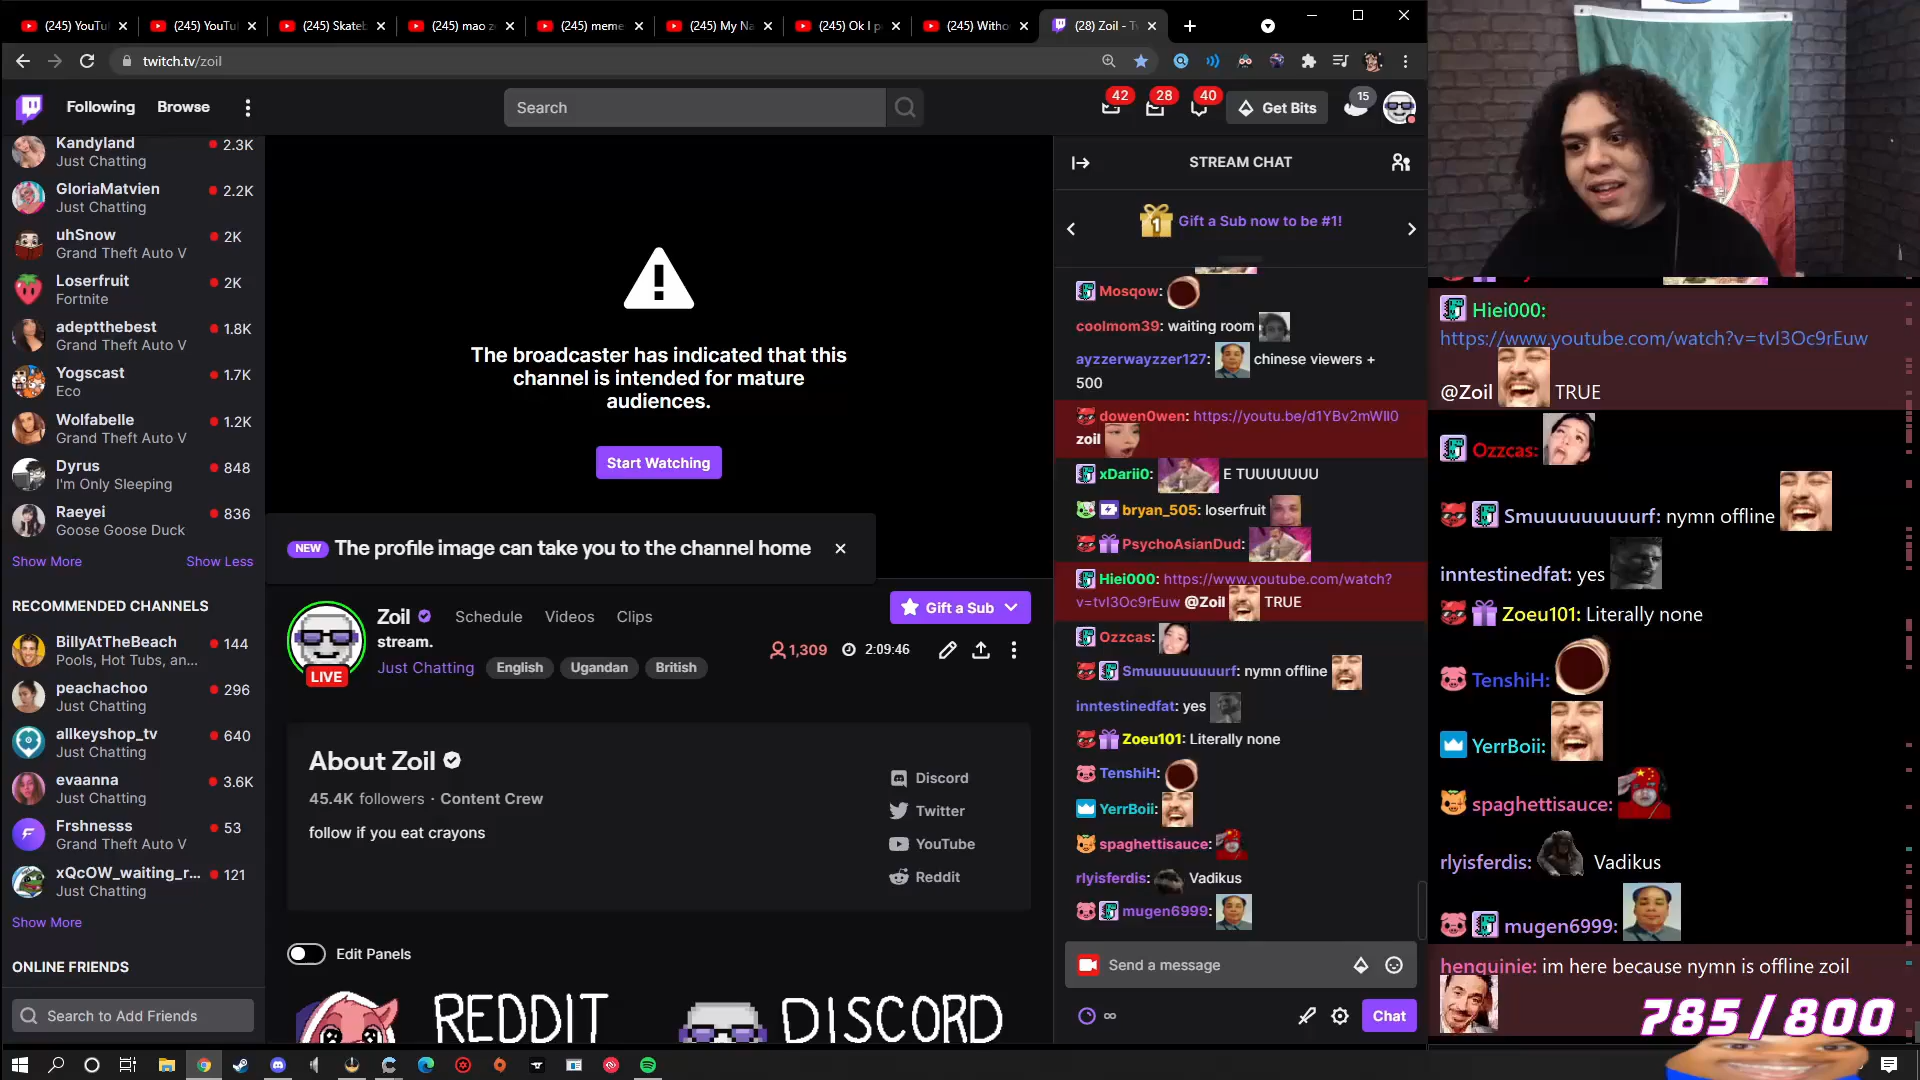 (245) YouTu
(245) YouTu
(245) Skateb
(245) mao z
(245) meme
(245) My Na
(245) Ok I p
(245) Witho
(28) Zoil - Tw
twitch.tv/zoil
Following
Browse
Search
42
28
40
Get Bits
15
Kandyland
2.3K
Just Chatting
GloriaMatvien
2.2K
Just Chatting
uhSnow
2K
Grand Theft Auto V
Loserfruit
2K
Fortnite
adeptthebest
1.8K
Just Chatting
Yogscast
1.7K
Eco
Wolfabelle
1.2K
Grand Theft Auto V
Dyrus
848
I'm Only Sleeping
Raeyei
836
Goose Goose Duck
Show More
Show Less
RECOMMENDED CHANNELS
BillyAtTheBeach
144
Pools, Hot Tubs, an...
peachachoo
296
Just Chatting
allkeyshop_tv
640
Just Chatting
evaanna
3.6K
Just Chatting
Frshnesss
53
Grand Theft Auto V
xQcOW_waiting_r...
121
Just Chatting
Show More
ONLINE FRIENDS
Search to Add Friends
The broadcaster has indicated that this
channel is intended for mature
audiences.
Start Watching
NEW The profile image can take you to the channel home
LIVE
Zoil
Schedule
Videos
Clips
Gift a Sub
stream.
1,309
2:09:46
Just Chatting
English
Ugandan
British
About Zoil
45.4K followers · Content Crew
follow if you eat crayons
Discord
Twitter
YouTube
Reddit
Edit Panels
REDDIT
DISCORD
STREAM CHAT
1
Gift a Sub now to be #1!
Mosqow:
coolmom39: waiting room
ayzzerwayzzer127: chinese viewers +
500
dowen0wen: https://youtu.be/d1YBv2mWll0
zoil
xDarii0: E TUUUUUUU
bryan_505: loserfruit
PsychoAsianDud:
Hiei000: https://www.youtube.com/watch?
v=tvI3Oc9rEuw @Zoil TRUE
Ozzcas:
Smuuuuuuuuurf: nymn offline
inntestinedfat: yes
Zoeu101: Literally none
TenshiH:
YerrBoii:
spaghettisauce:
rlyisferdis: Vadikus
mugen6999:
Send a message
∞
Chat
Hiei000:
https://www.youtube.com/watch?v=tvI3Oc9rEuw
@Zoil TRUE
Ozzcas:
Smuuuuuuuuurf: nymn offline
inntestinedfat: yes
Zoeu101: Literally none
TenshiH:
YerrBoii:
spaghettisauce:
rlyisferdis: Vadikus
mugen6999:
henquinie: im here because nymn is offline zoil
785/800